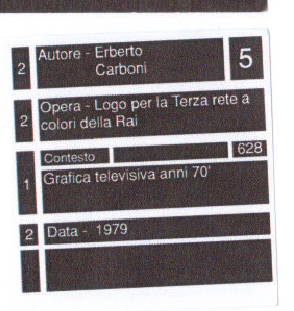 2 Autore - Erberto
Carboni 5
2 Opera - Logo per la Terza rete a
colori della Rai
Contesto 628
1 Grafica televisiva anni 70'
2 Data - 1979